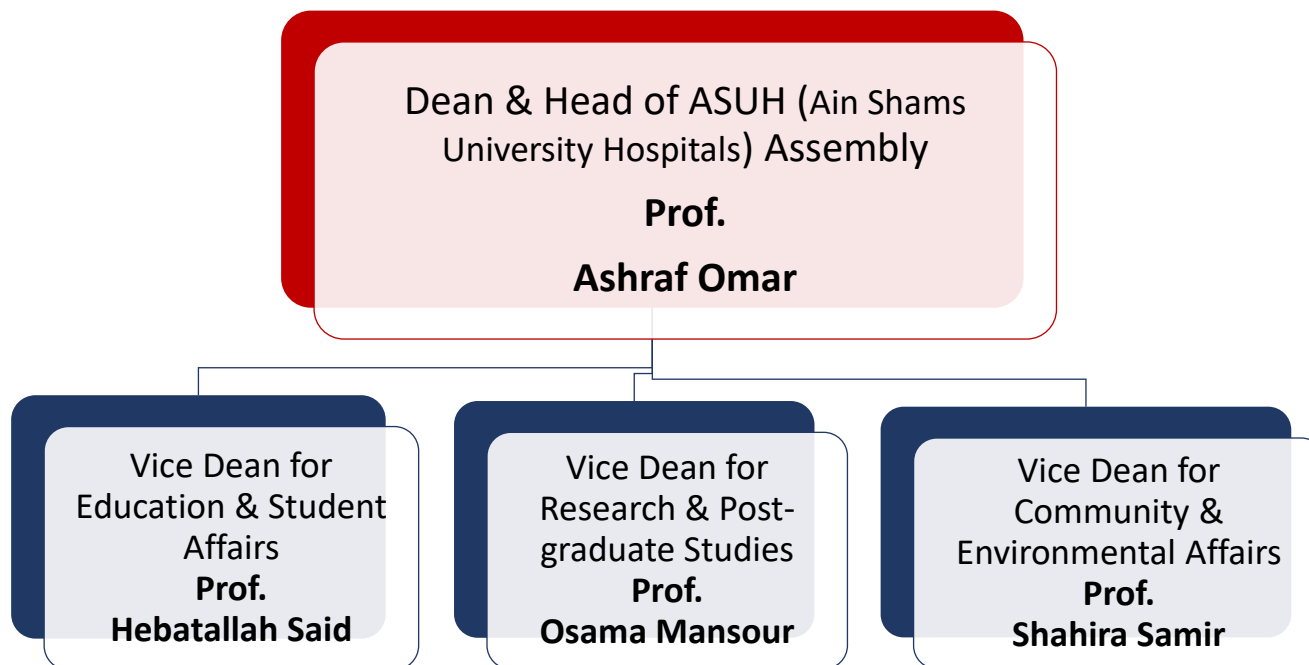 Dean & Head of ASUH (Ain Shams
University Hospitals) Assembly
Prof.
Ashraf Omar
Vice Dean for
Education & Student
Affairs
Prof.
Hebatallah Said
Vice Dean for
Research & Post-
graduate Studies
Prof.
Osama Mansour
Vice Dean for
Community &
Environmental Affairs
Prof.
Shahira Samir